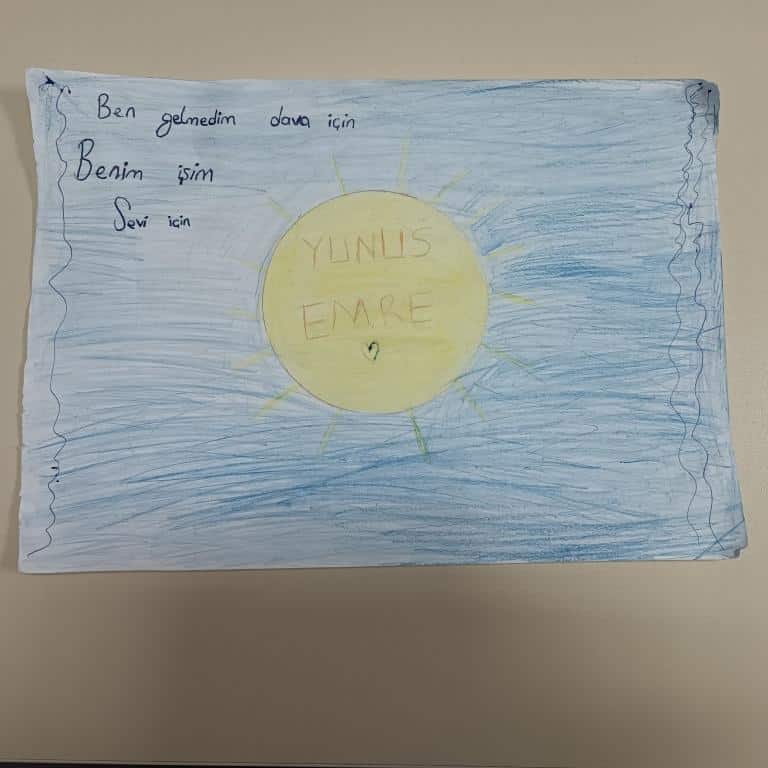 Ben gelmedim dava için
Benim işim
Sevi için
YUNUS
EMRE